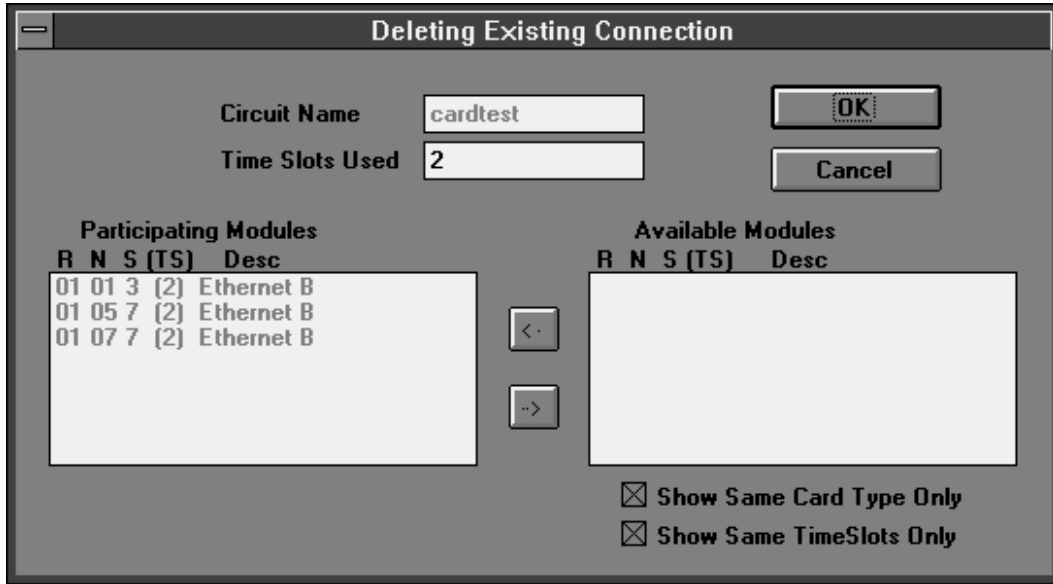 Deleting Existing Connection
Circuit Name cardtest OK
Time Slots Used 2 Cancel
Participating Modules
R N S (TS) Desc
01 01 3 (2) Ethernet B
01 05 7 (2) Ethernet B
01 07 7 (2) Ethernet B
<·
··>
Available Modules
R N S (TS) Desc
Show Same Card Type Only
Show Same TimeSlots Only